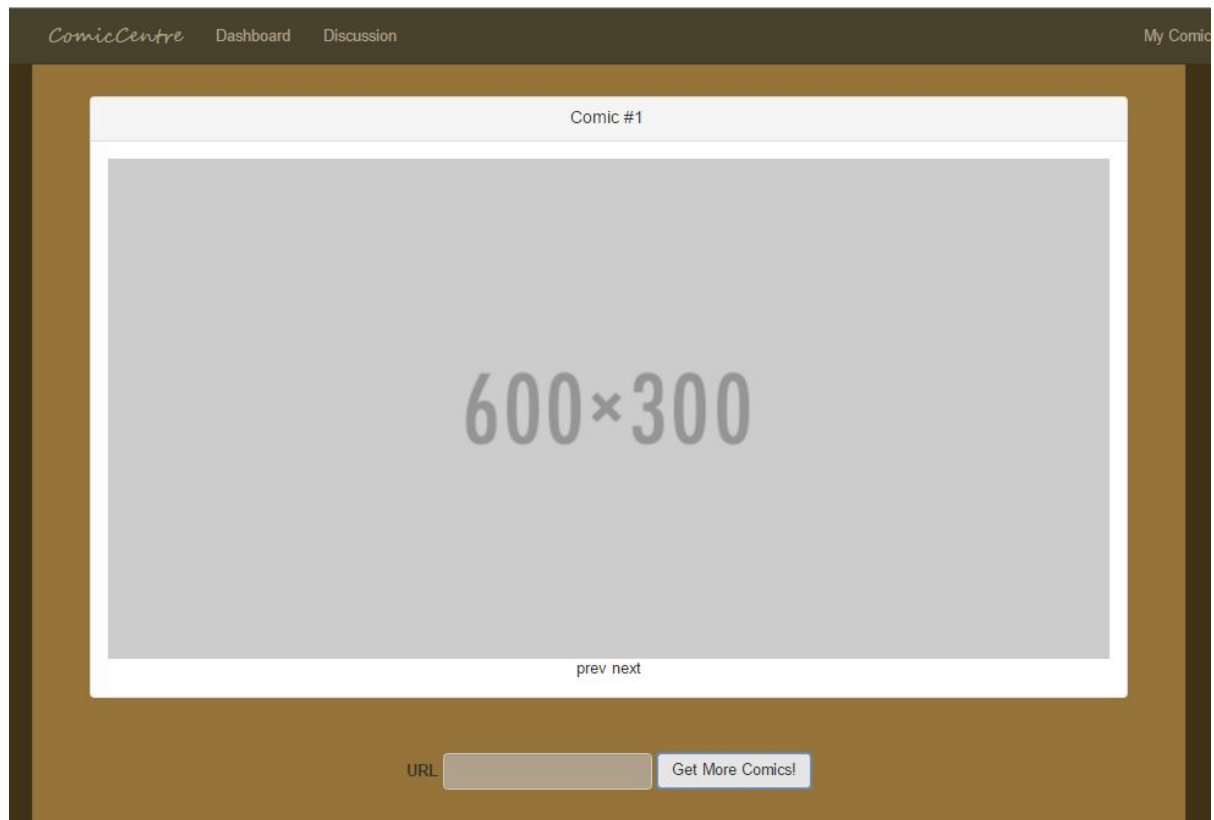 ComicCentre Dashboard Discussion My Comic
Comic #1
600×300
prev next
URL Get More Comics!